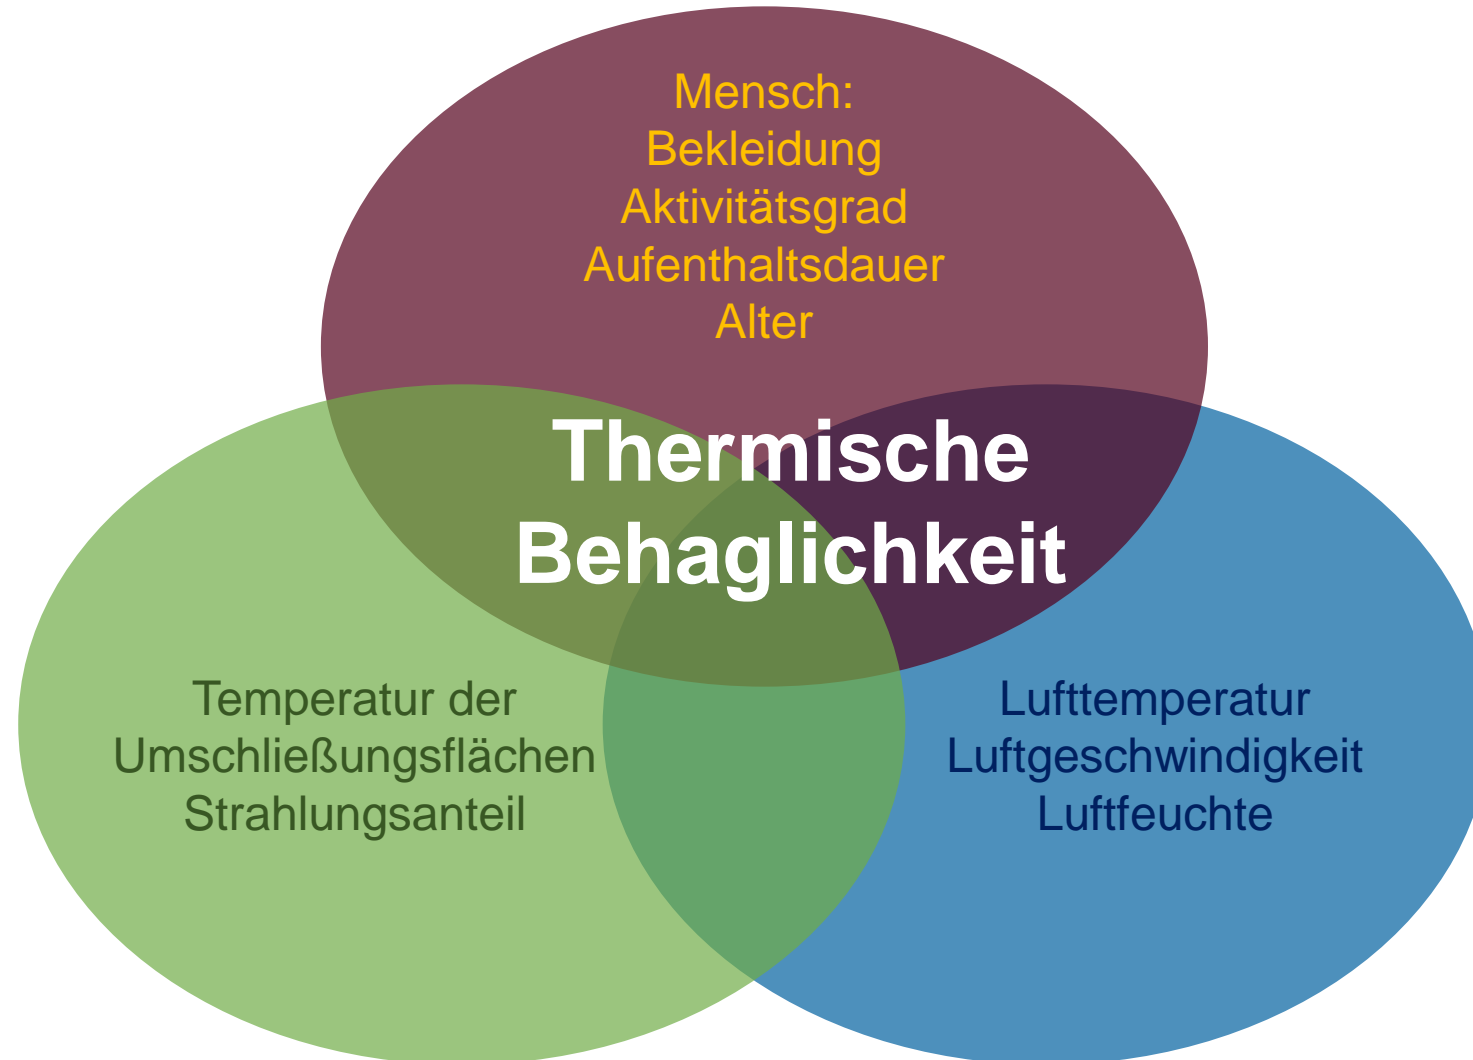 Mensch:
Bekleidung
Aktivitätsgrad
Aufenthaltsdauer
Alter
Thermische
Behaglichkeit
Temperatur der
Umschließungsflächen
Strahlungsanteil
Lufttemperatur
Luftgeschwindigkeit
Luftfeuchte